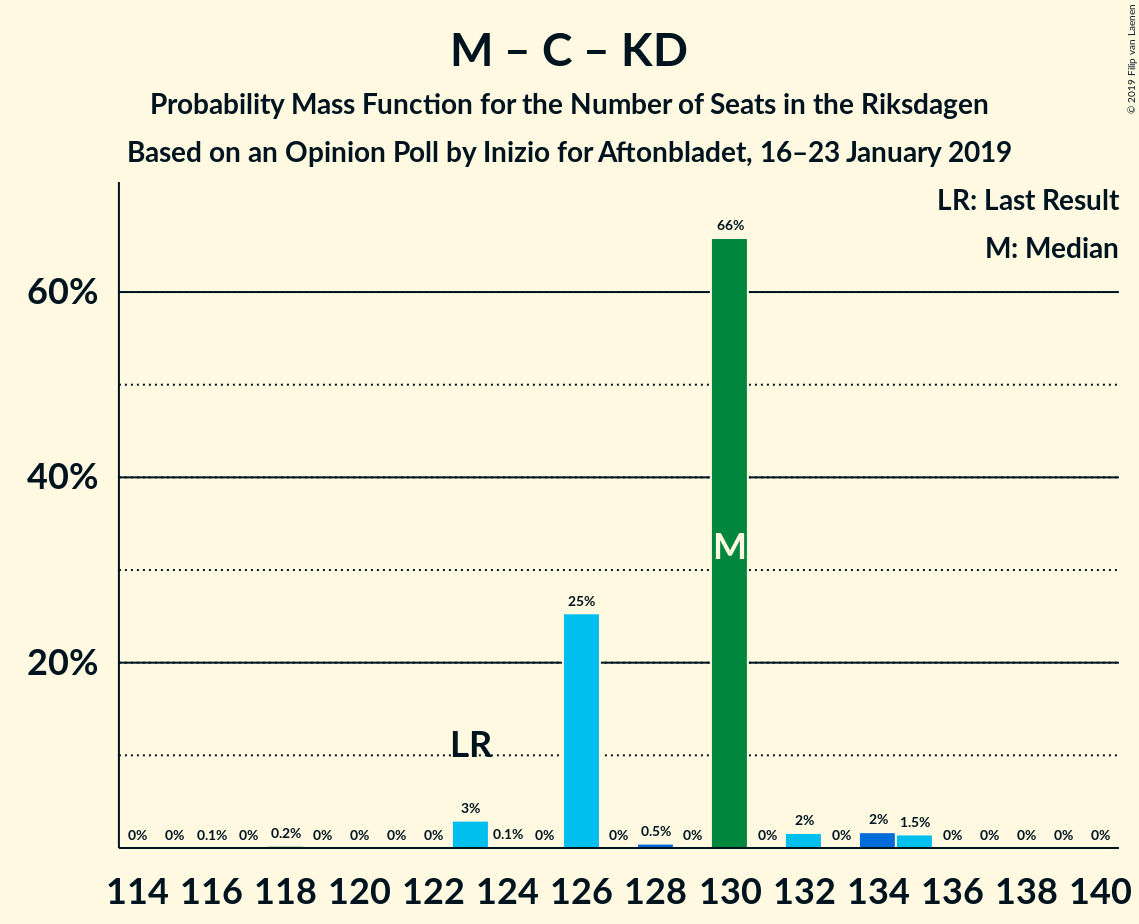 M – C – KD
Probability Mass Function for the Number of Seats in the Riksdagen
Based on an Opinion Poll by Inizio for Aftonbladet, 16–23 January 2019
© 2019 Filip van Laenen
LR: Last Result
M: Median
66%
60%
40%
M
25%
20%
LR
0% 0% 0.1% 0% 0.2% 0% 0% 0% 0% 3% 0.1% 0% 0% 0.5% 0% 0% 2% 0% 2% 1.5% 0% 0% 0% 0% 0%
114 116 118 120 122 124 126 128 130 132 134 136 138 140